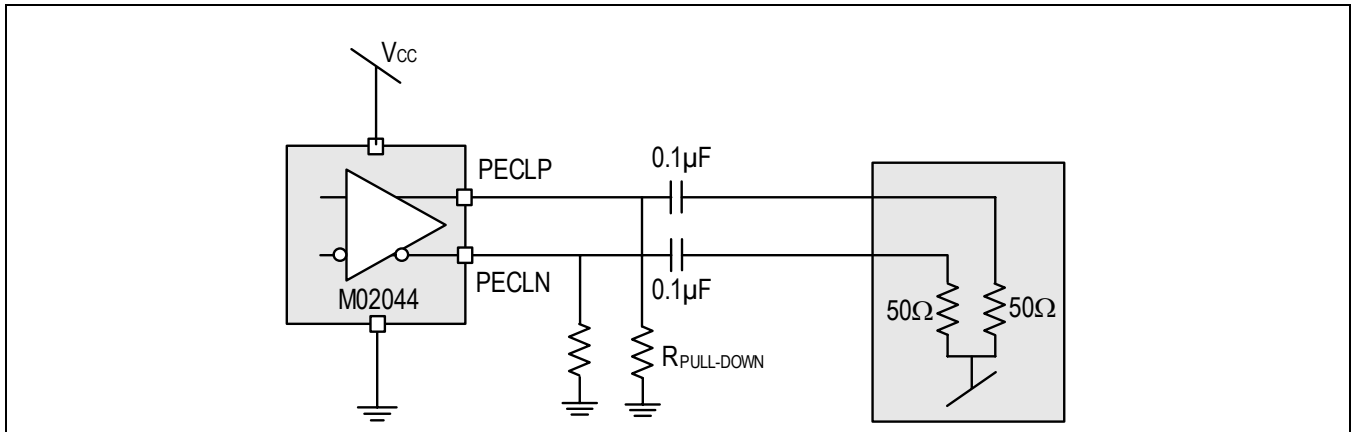 VCC
PECLP
0.1µF
PECLN
0.1µF
M02044
50Ω
50Ω
RPULL-DOWN